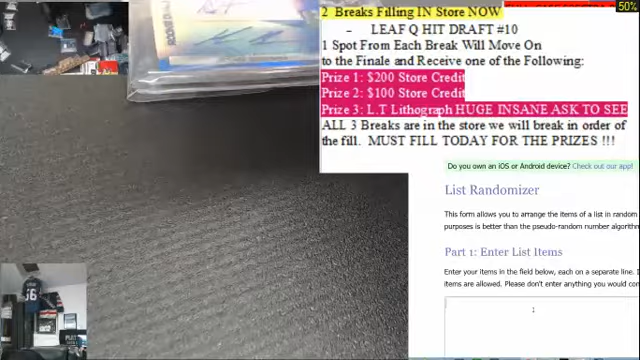 50%
2 Breaks Filling IN Store NOW
- LEAF Q HIT DRAFT #10
1 Spot From Each Break Will Move On
to the Finale and Receive one of the Following:
Prize 1: $200 Store Credit
Prize 2: $100 Store Credit
Prize 3: L.T Lithograph HUGE INSANE ASK TO SEE
ALL 3 Breaks are in the store we will break in order of
the fill. MUST FILL TODAY FOR THE PRIZES !!!
Do you own an iOS or Android device? Check out our app!
List Randomizer
This form allows you to arrange the items of a list in random
purposes is better than the pseudo-random number algorithm
Part 1: Enter List Items
Enter your items in the field below, each on a separate line.
items are allowed. Please don't enter anything you would con
56